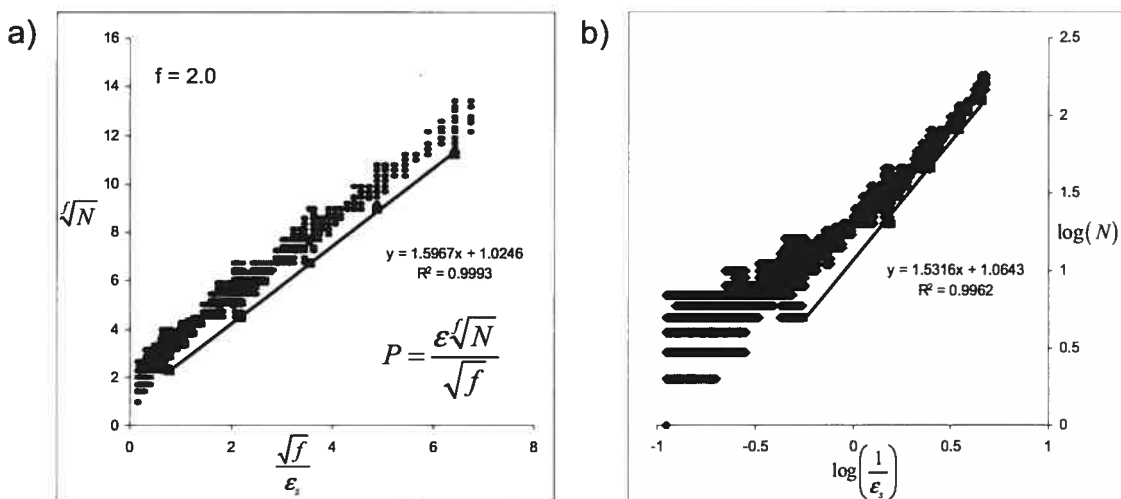 a)
16
14
12
10
8
6
4
2
0
f = 2.0
ᶠ√N
y = 1.5967x + 1.0246
R² = 0.9993
P = ε ᶠ√N / √f
0 2 4 6 8
√f / εₛ
b)
2.5
2
1.5
1
0.5
0
log(N)
y = 1.5316x + 1.0643
R² = 0.9962
-1 -0.5 0 0.5 1
log(1 / εₛ)